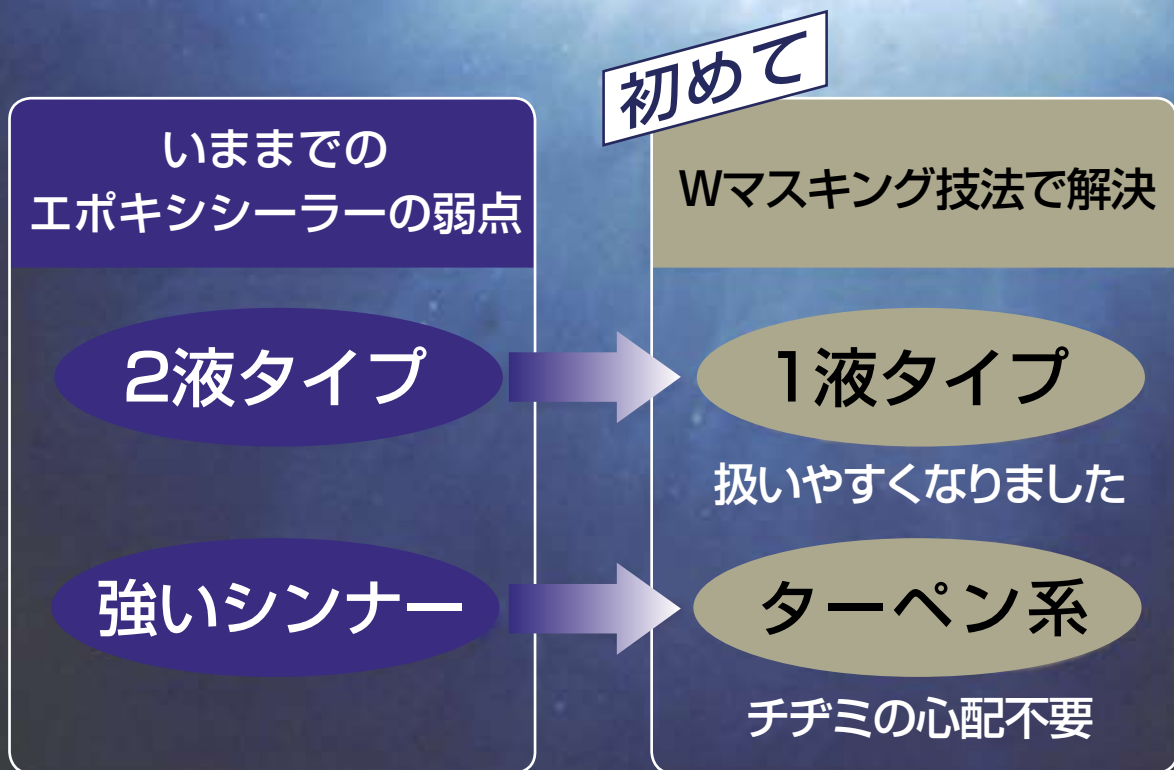 初めて
いままでの
エポキシシーラーの弱点
Wマスキング技法で解決
2液タイプ
1液タイプ
扱いやすくなりました
強いシンナー
ターペン系
チヂミの心配不要